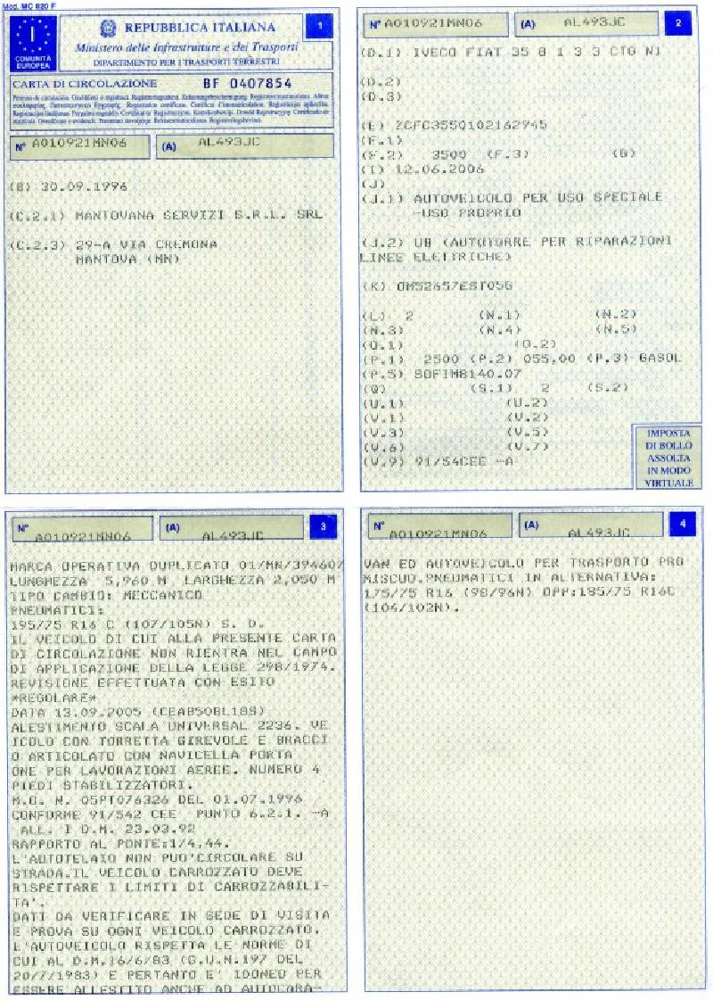 Mod. MC 820 F
I
COMUNITÀ
EUROPEA
REPUBBLICA ITALIANA
Ministero delle Infrastrutture e dei Trasporti
DIPARTIMENTO PER I TRASPORTI TERRESTRI
1
CARTA DI CIRCOLAZIONE BF 0407854
N° A010921MN06 (A) AL493JC
(B) 30.09.1996
(C.2.1) MANTOVANA SERVIZI S.R.L. SRL
(C.2.3) 29-A VIA CREMONA
MANTOVA (MN)
N° A010921MN06 (A) AL493JC 2
(D.1) IVECO FIAT 35 8 1 3 3 CTG N1
(D.2)
(D.3)
(E) ZCFC3550102162945
(F.1)
(F.2) 3500 (F.3) (G)
(I) 12.06.2006
(J)
(J.1) AUTOVEICOLO PER USO SPECIALE
-USO PROPRIO
(J.2) U8 (AUTOTORRE PER RIPARAZIONI
LINEE ELETTRICHE)
(K) OM52657EST05G
(L) 2 (N.1) (N.2)
(N.3) (N.4) (N.5)
(O.1) (O.2)
(P.1) 2500 (P.2) 055,00 (P.3) GASOL
(P.5) SOFIM8140.07
(Q) (S.1) 2 (S.2)
(U.1) (U.2)
(V.1) (V.2)
(V.3) (V.5)
(V.6) (V.7)
(V.9) 91/54CEE -A
IMPOSTA
DI BOLLO
ASSOLTA
IN MODO
VIRTUALE
N° A010921MN06 (A) AL493JC 3
MARCA OPERATIVA DUPLICATO 01/MN/39460/
LUNGHEZZA 5,960 M LARGHEZZA 2,050 M
TIPO CAMBIO: MECCANICO
PNEUMATICI:
195/75 R16 C (107/105N) S. D.
IL VEICOLO DI CUI ALLA PRESENTE CARTA
DI CIRCOLAZIONE NON RIENTRA NEL CAMPO
DI APPLICAZIONE DELLA LEGGE 298/1974.
REVISIONE EFFETTUATA CON ESITO
*REGOLARE*
DATA 13.09.2005 (CEAB50BL189)
ALESTIMENTO SCALA UNIVERSAL 2236. VE
ICOLO CON TORRETTA GIREVOLE E BRACCI
O ARTICOLATO CON NAVICELLA PORTA
ONE PER LAVORAZIONI AEREE. NUMERO 4
PIEDI STABILIZZATORI.
M.O. N. 05PT076326 DEL 01.07.1996
CONFORME 91/542 CEE PUNTO 6.2.1. -A
ALL. I D.M. 23.03.92
RAPPORTO AL PONTE:1/4,44.
L'AUTOTELAIO NON PUO'CIRCOLARE SU
STRADA.IL VEICOLO CARROZZATO DEVE
RISPETTARE I LIMITI DI CARROZZABILI-
TA'.
DATI DA VERIFICARE IN SEDE DI VISITA
E PROVA SU OGNI VEICOLO CARROZZATO.
L'AUTOVEICOLO RISPETTA LE NORME DI
CUI AL D.M.16/6/83 (G.U.N.197 DEL
20/7/1983) E PERTANTO E' IDONEO PER
ESSERE ALLESTITO ANCHE AD AUTOCARA-
N° A010921MN06 (A) AL493JC 4
VAN ED AUTOVEICOLO PER TRASPORTO PRO
MISCUO.PNEUMATICI IN ALTERNATIVA:
175/75 R16 (98/96N) OPP:185/75 R16C
(104/102N).